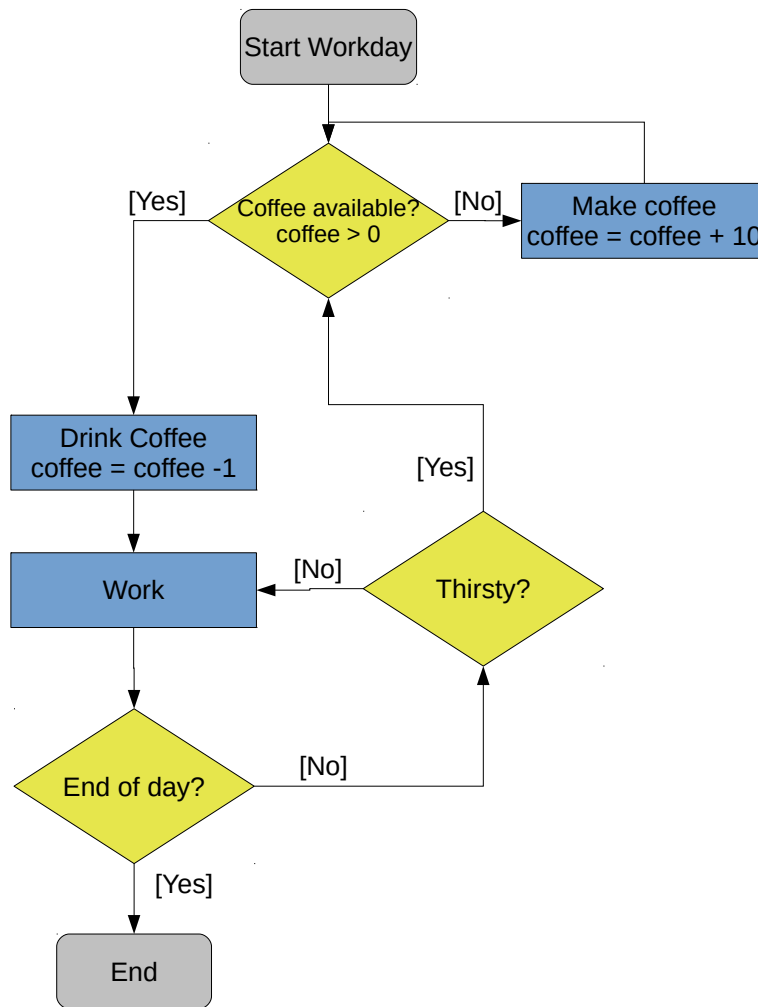 Start Workday
[Yes]
Coffee available?
coffee > 0
[No]
Make coffee
coffee = coffee + 10
Drink Coffee
coffee = coffee -1
[Yes]
Work
[No]
Thirsty?
End of day?
[No]
[Yes]
End